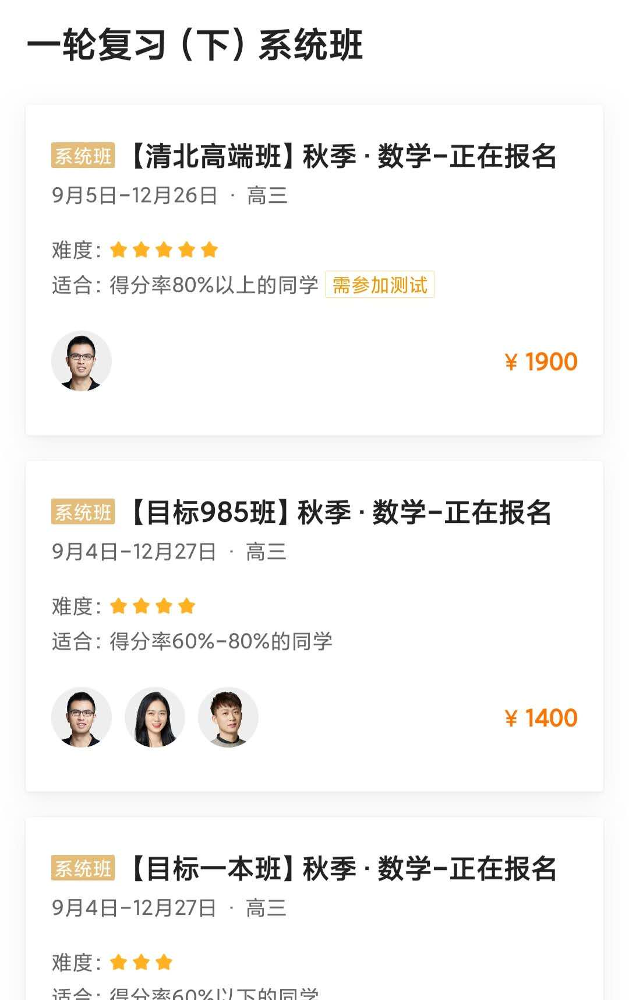 一轮复习（下）系统班
系统班 【清北高端班】秋季·数学-正在报名
9月5日-12月26日 · 高三
难度：
适合：得分率80%以上的同学 需参加测试
¥ 1900
系统班 【目标985班】秋季·数学-正在报名
9月4日-12月27日 · 高三
难度：
适合：得分率60%-80%的同学
¥ 1400
系统班 【目标一本班】秋季·数学-正在报名
9月4日-12月27日 · 高三
难度：
适合：得分率60%以下的同学